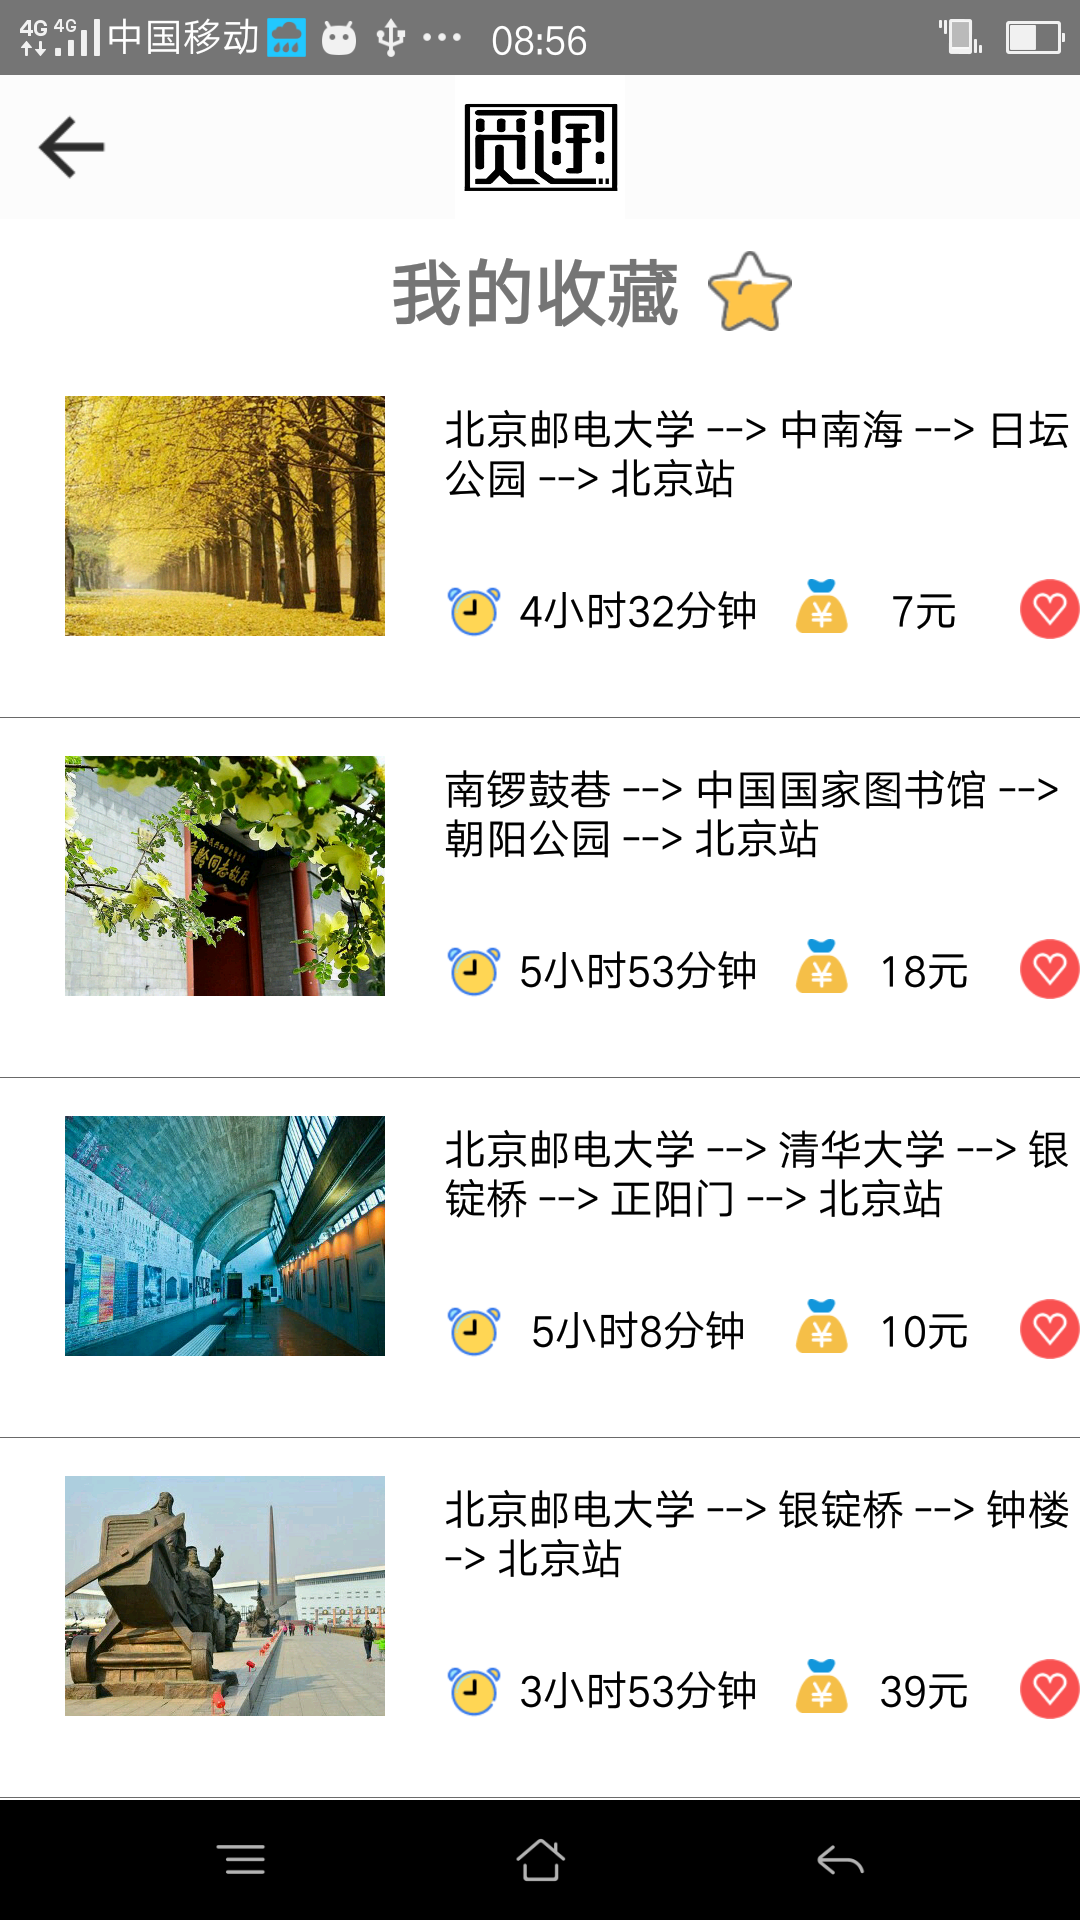 4G 4G 中国移动 08:56
觅途
我的收藏
北京邮电大学 --> 中南海 --> 日坛
公园 --> 北京站
4小时32分钟 ¥ 7元
南锣鼓巷 --> 中国国家图书馆 -->
朝阳公园 --> 北京站
5小时53分钟 ¥ 18元
北京邮电大学 --> 清华大学 --> 银
锭桥 --> 正阳门 --> 北京站
5小时8分钟 ¥ 10元
北京邮电大学 --> 银锭桥 --> 钟楼
-> 北京站
3小时53分钟 ¥ 39元